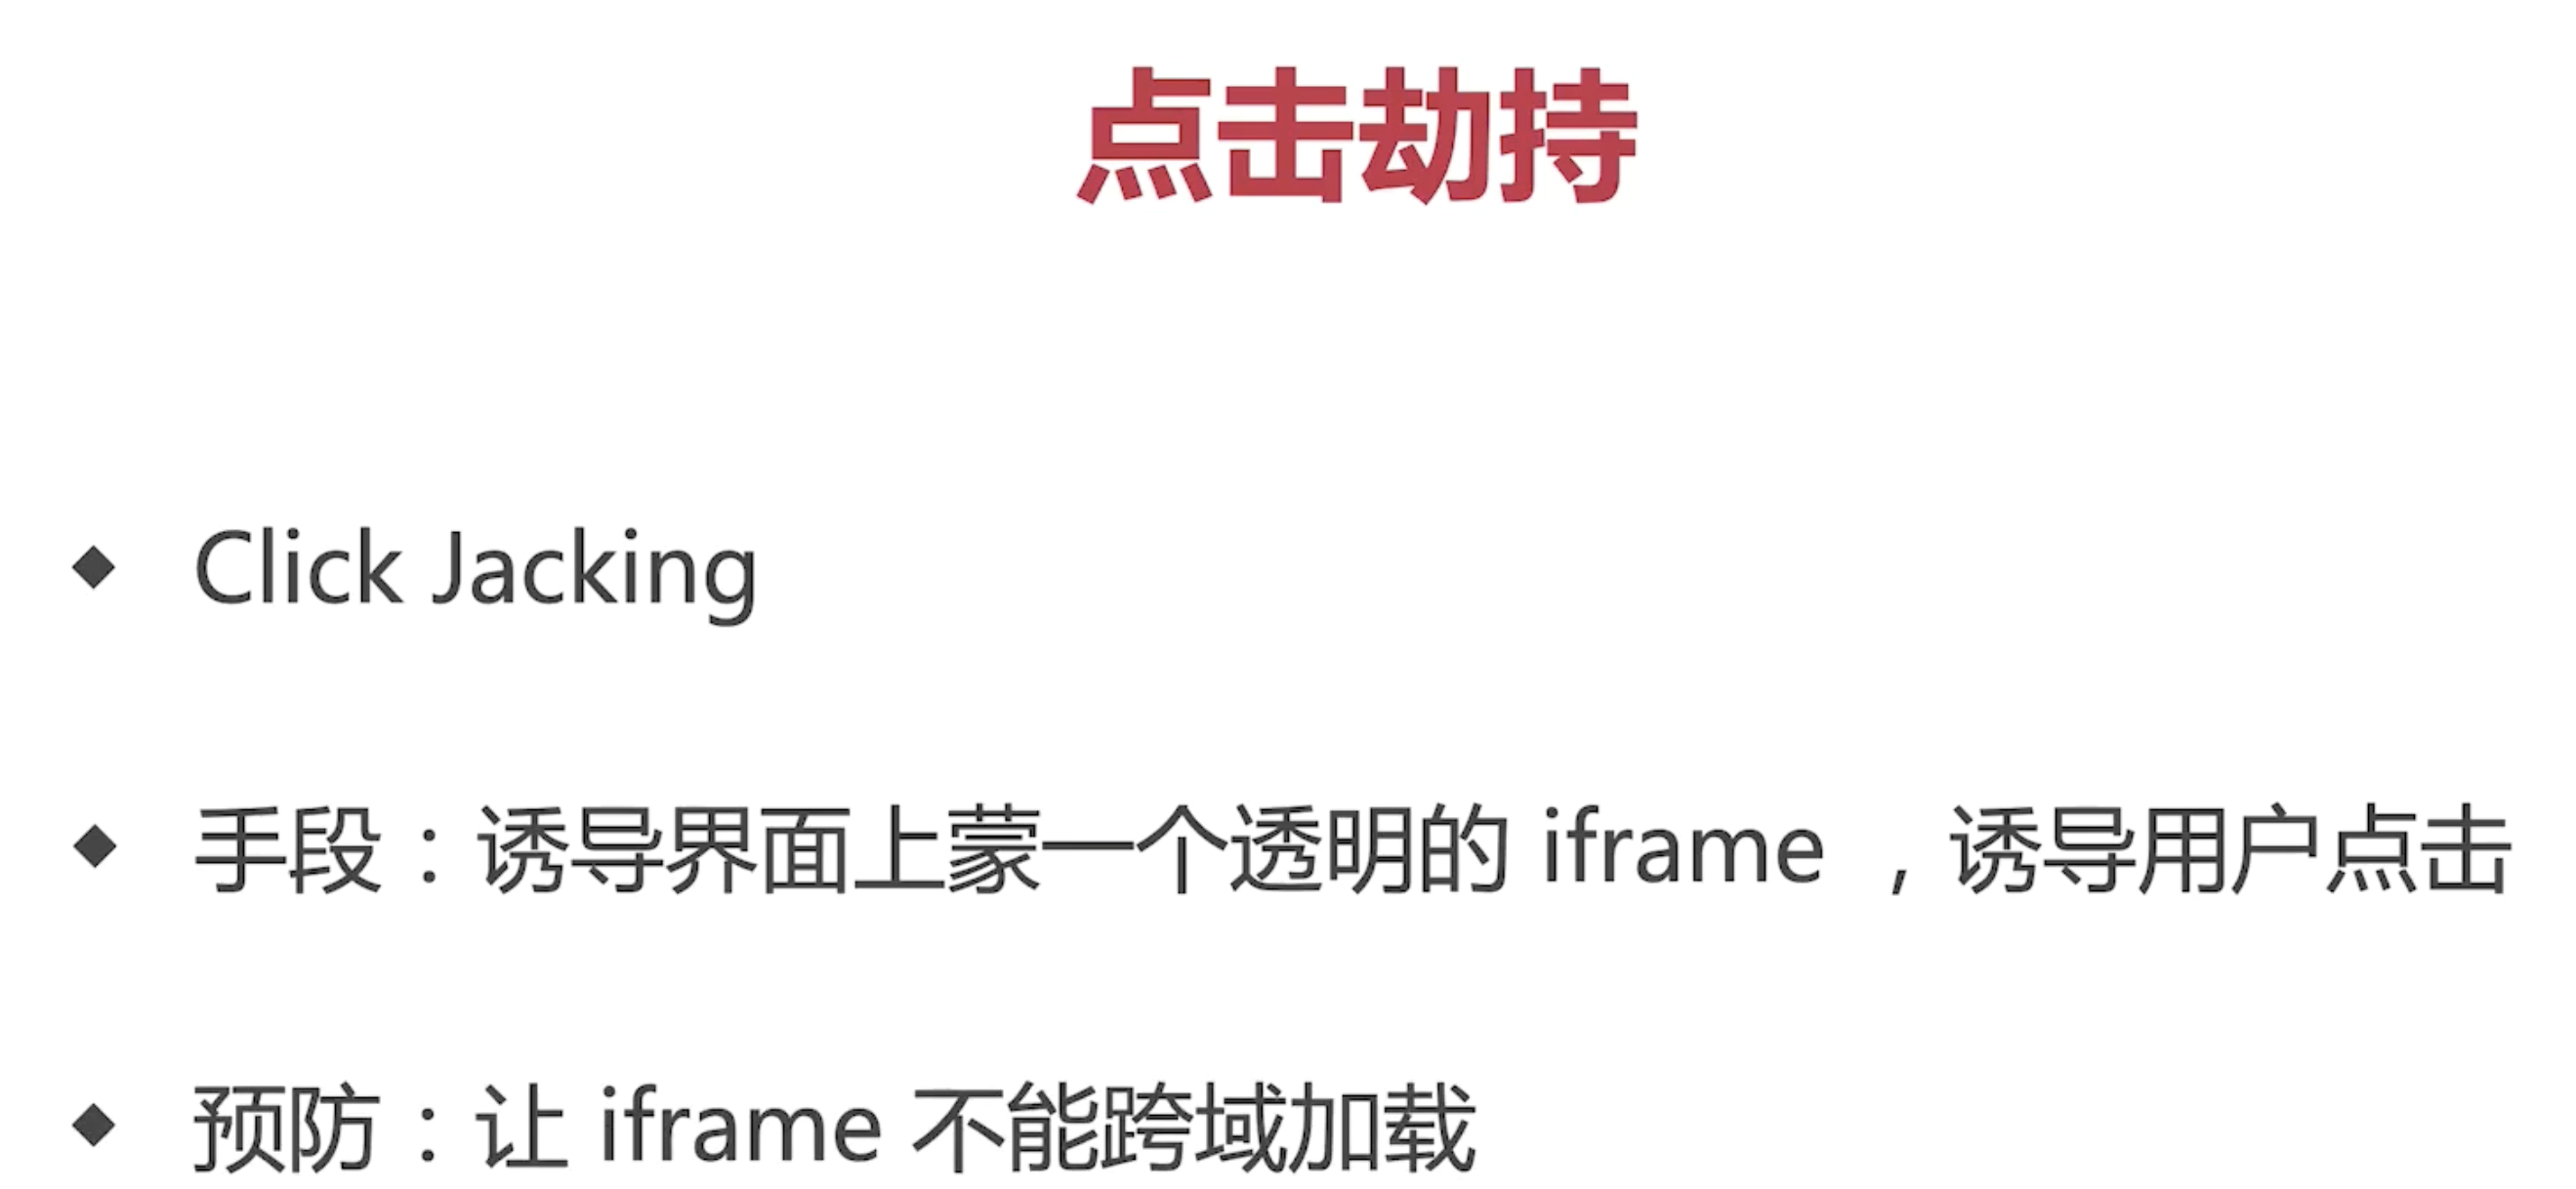 点击劫持
◆ Click Jacking
◆ 手段：诱导界面上蒙一个透明的 iframe ，诱导用户点击
◆ 预防：让 iframe 不能跨域加载